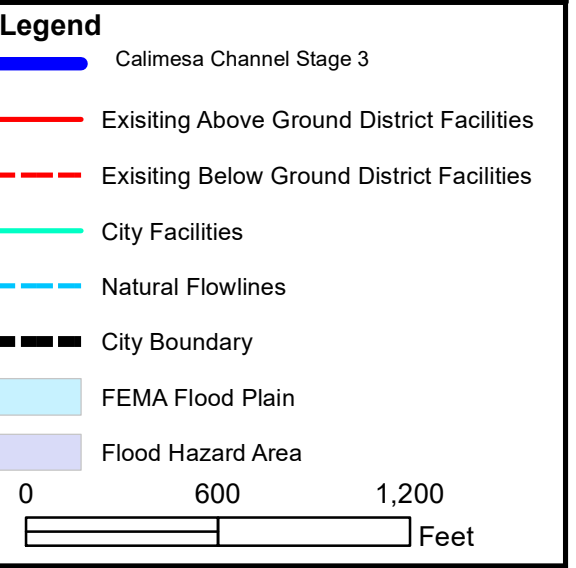 Legend
Calimesa Channel Stage 3
Exisiting Above Ground District Facilities
Exisiting Below Ground District Facilities
City Facilities
Natural Flowlines
City Boundary
FEMA Flood Plain
Flood Hazard Area
0 600 1,200
Feet